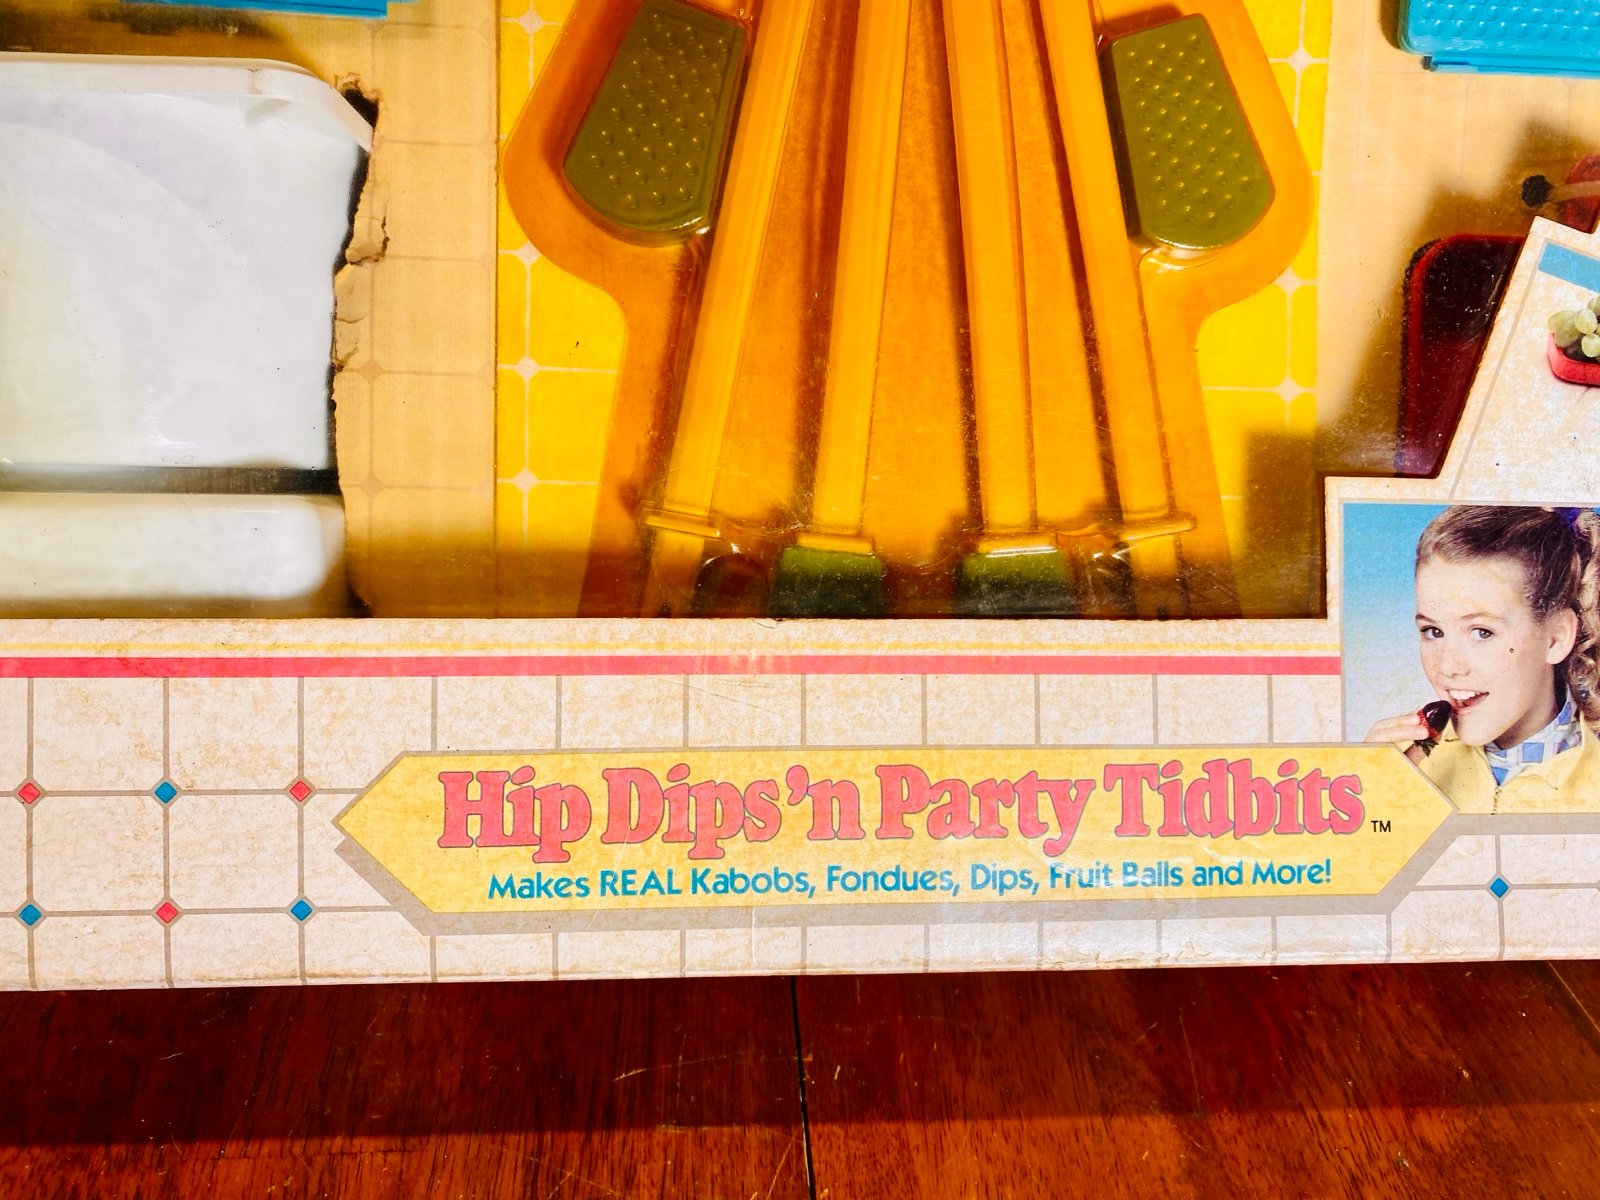 Hip Dips'n Party Tidbits™
Makes REAL Kabobs, Fondues, Dips, Fruit Balls and More!